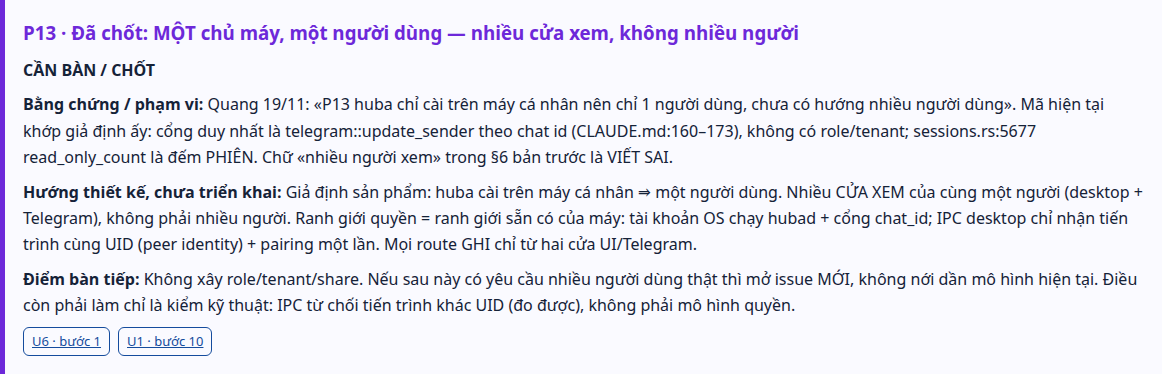 P13 · Đã chốt: MỘT chủ máy, một người dùng — nhiều cửa xem, không nhiều người
CẦN BÀN / CHỐT
Bằng chứng / phạm vi: Quang 19/11: «P13 huba chỉ cài trên máy cá nhân nên chỉ 1 người dùng, chưa có hướng nhiều người dùng». Mã hiện tại
khớp giả định ấy: cổng duy nhất là telegram::update_sender theo chat id (CLAUDE.md:160–173), không có role/tenant; sessions.rs:5677
read_only_count là đếm PHIÊN. Chữ «nhiều người xem» trong §6 bản trước là VIẾT SAI.
Hướng thiết kế, chưa triển khai: Giả định sản phẩm: huba cài trên máy cá nhân ⇒ một người dùng. Nhiều CỬA XEM của cùng một người (desktop +
Telegram), không phải nhiều người. Ranh giới quyền = ranh giới sẵn có của máy: tài khoản OS chạy hubad + cổng chat_id; IPC desktop chỉ nhận tiến
trình cùng UID (peer identity) + pairing một lần. Mọi route GHI chỉ từ hai cửa UI/Telegram.
Điểm bàn tiếp: Không xây role/tenant/share. Nếu sau này có yêu cầu nhiều người dùng thật thì mở issue MỚI, không nới dần mô hình hiện tại. Điều
còn phải làm chỉ là kiểm kỹ thuật: IPC từ chối tiến trình khác UID (đo được), không phải mô hình quyền.
U6 · bước 1
U1 · bước 10